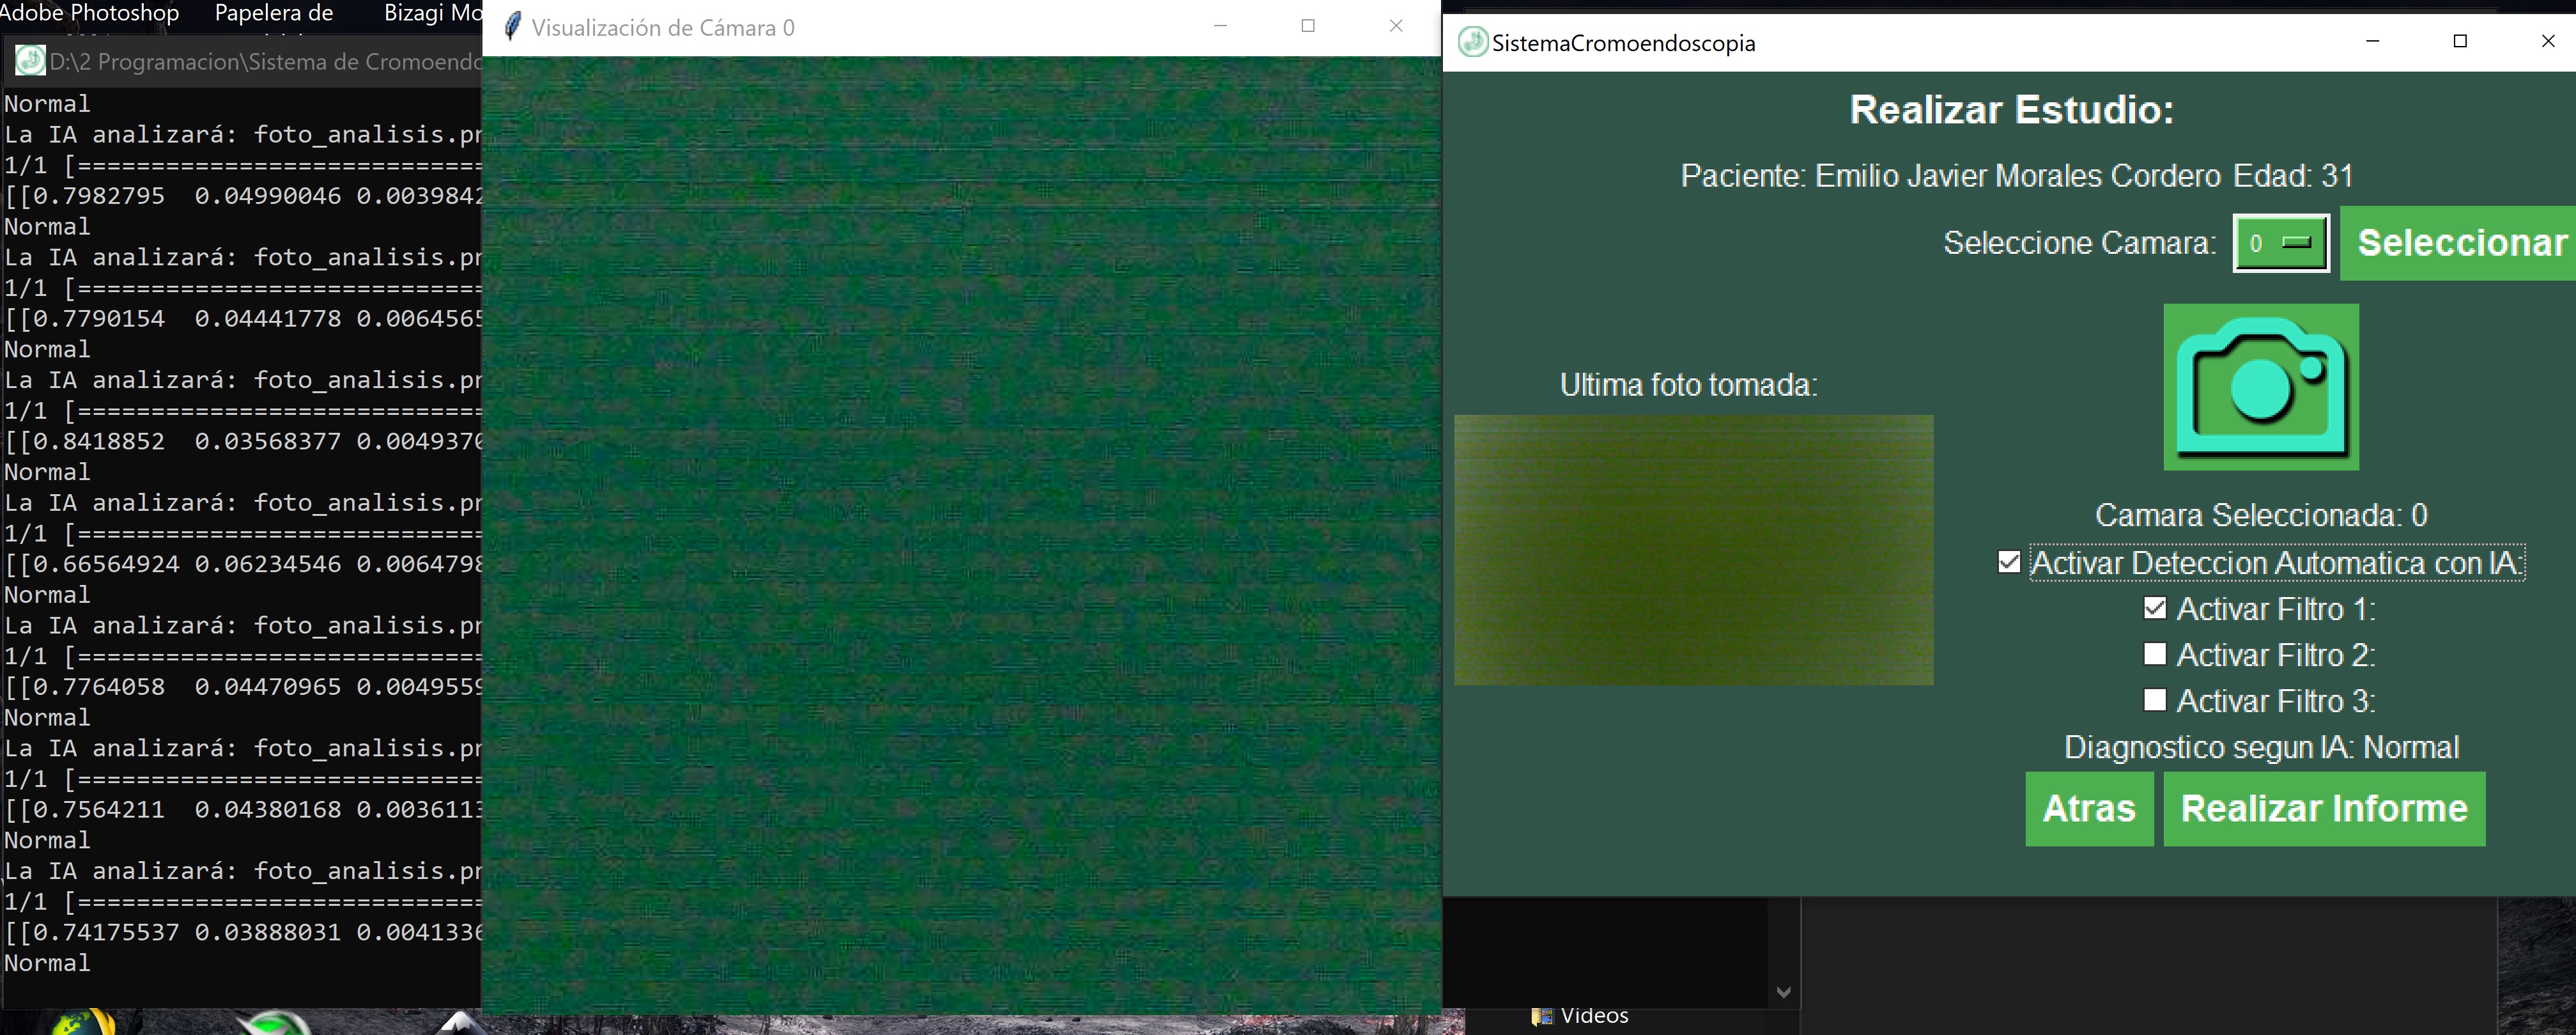 Adobe Photoshop
Papelera de
Bizagi Mo
D:\2 Programacion\Sistema de Cromoendo
Normal
La IA analizará: foto_analisis.pr
1/1 [============================
[[0.7982795  0.04990046 0.0039842
Normal
La IA analizará: foto_analisis.pr
1/1 [============================
[[0.7790154  0.04441778 0.0064565
Normal
La IA analizará: foto_analisis.pr
1/1 [============================
[[0.8418852  0.03568377 0.0049370
Normal
La IA analizará: foto_analisis.pr
1/1 [============================
[[0.66564924 0.06234546 0.0064798
Normal
La IA analizará: foto_analisis.pr
1/1 [============================
[[0.7764058  0.04470965 0.0049559
Normal
La IA analizará: foto_analisis.pr
1/1 [============================
[[0.7564211  0.04380168 0.0036113
Normal
La IA analizará: foto_analisis.pr
1/1 [============================
[[0.74175537 0.03888031 0.0041336
Normal
Visualización de Cámara 0
SistemaCromoendoscopia
Realizar Estudio:
Paciente: Emilio Javier Morales Cordero Edad: 31
Seleccione Camara: 0 Seleccionar
Ultima foto tomada:
Camara Seleccionada: 0
Activar Deteccion Automatica con IA:
Activar Filtro 1:
Activar Filtro 2:
Activar Filtro 3:
Diagnostico segun IA: Normal
Atras Realizar Informe
Videos